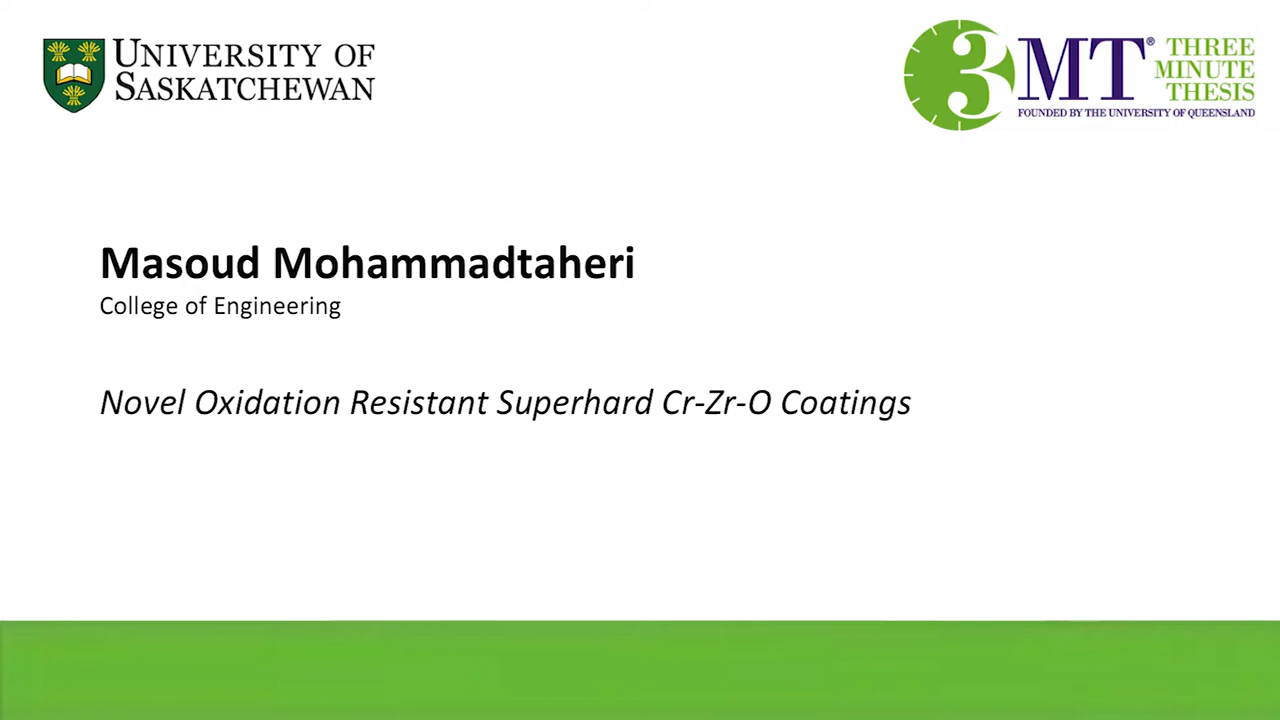 UNIVERSITY OF
SASKATCHEWAN
3MT® THREE
MINUTE
THESIS
FOUNDED BY THE UNIVERSITY OF QUEENSLAND
Masoud Mohammadtaheri
College of Engineering
Novel Oxidation Resistant Superhard Cr-Zr-O Coatings